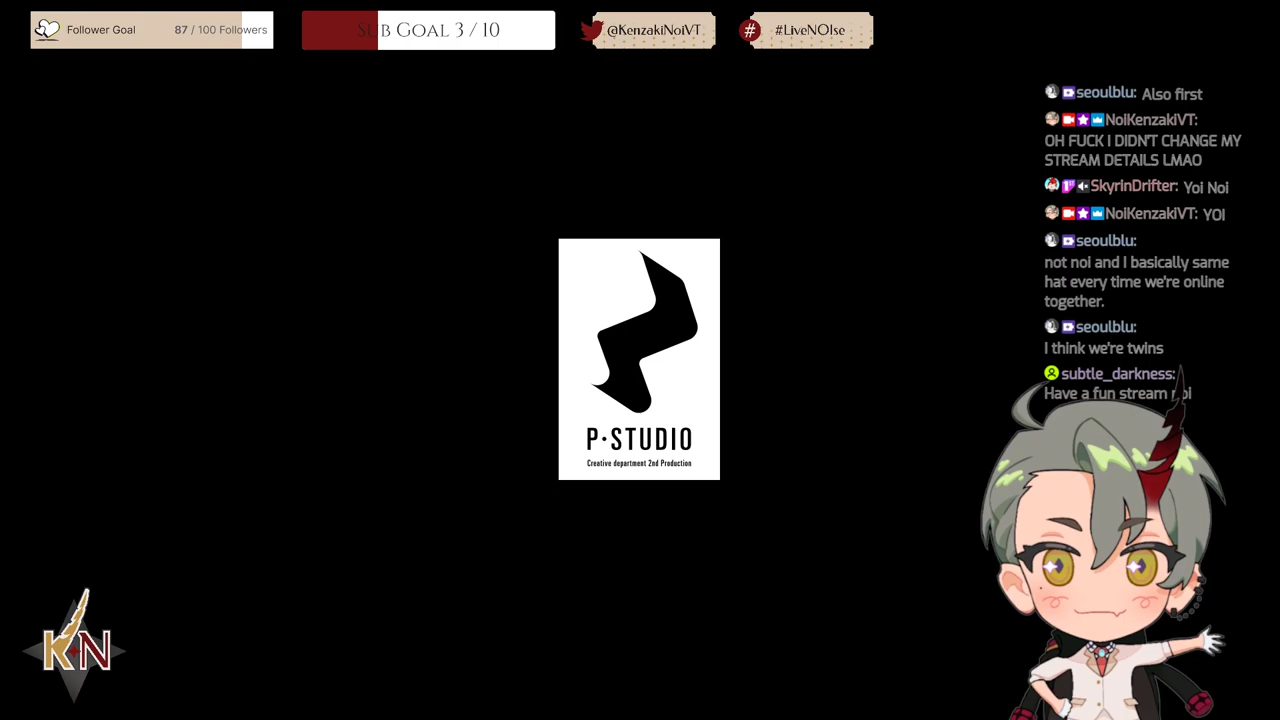 Follower Goal 87 / 100 Followers
Sub Goal 3 / 10
@KenzakiNoiVT
# #LiveNOIse
seoulblu: Also first
NoiKenzakiVT:
OH FUCK I DIDN'T CHANGE MY
STREAM DETAILS LMAO
SkyrinDrifter: Yoi Noi
NoiKenzakiVT: YOI
seoulblu:
not noi and I basically same
hat every time we're online
together.
seoulblu:
I think we're twins
subtle_darkness:
Have a fun stream noi
P·STUDIO
Creative department 2nd Production
KN